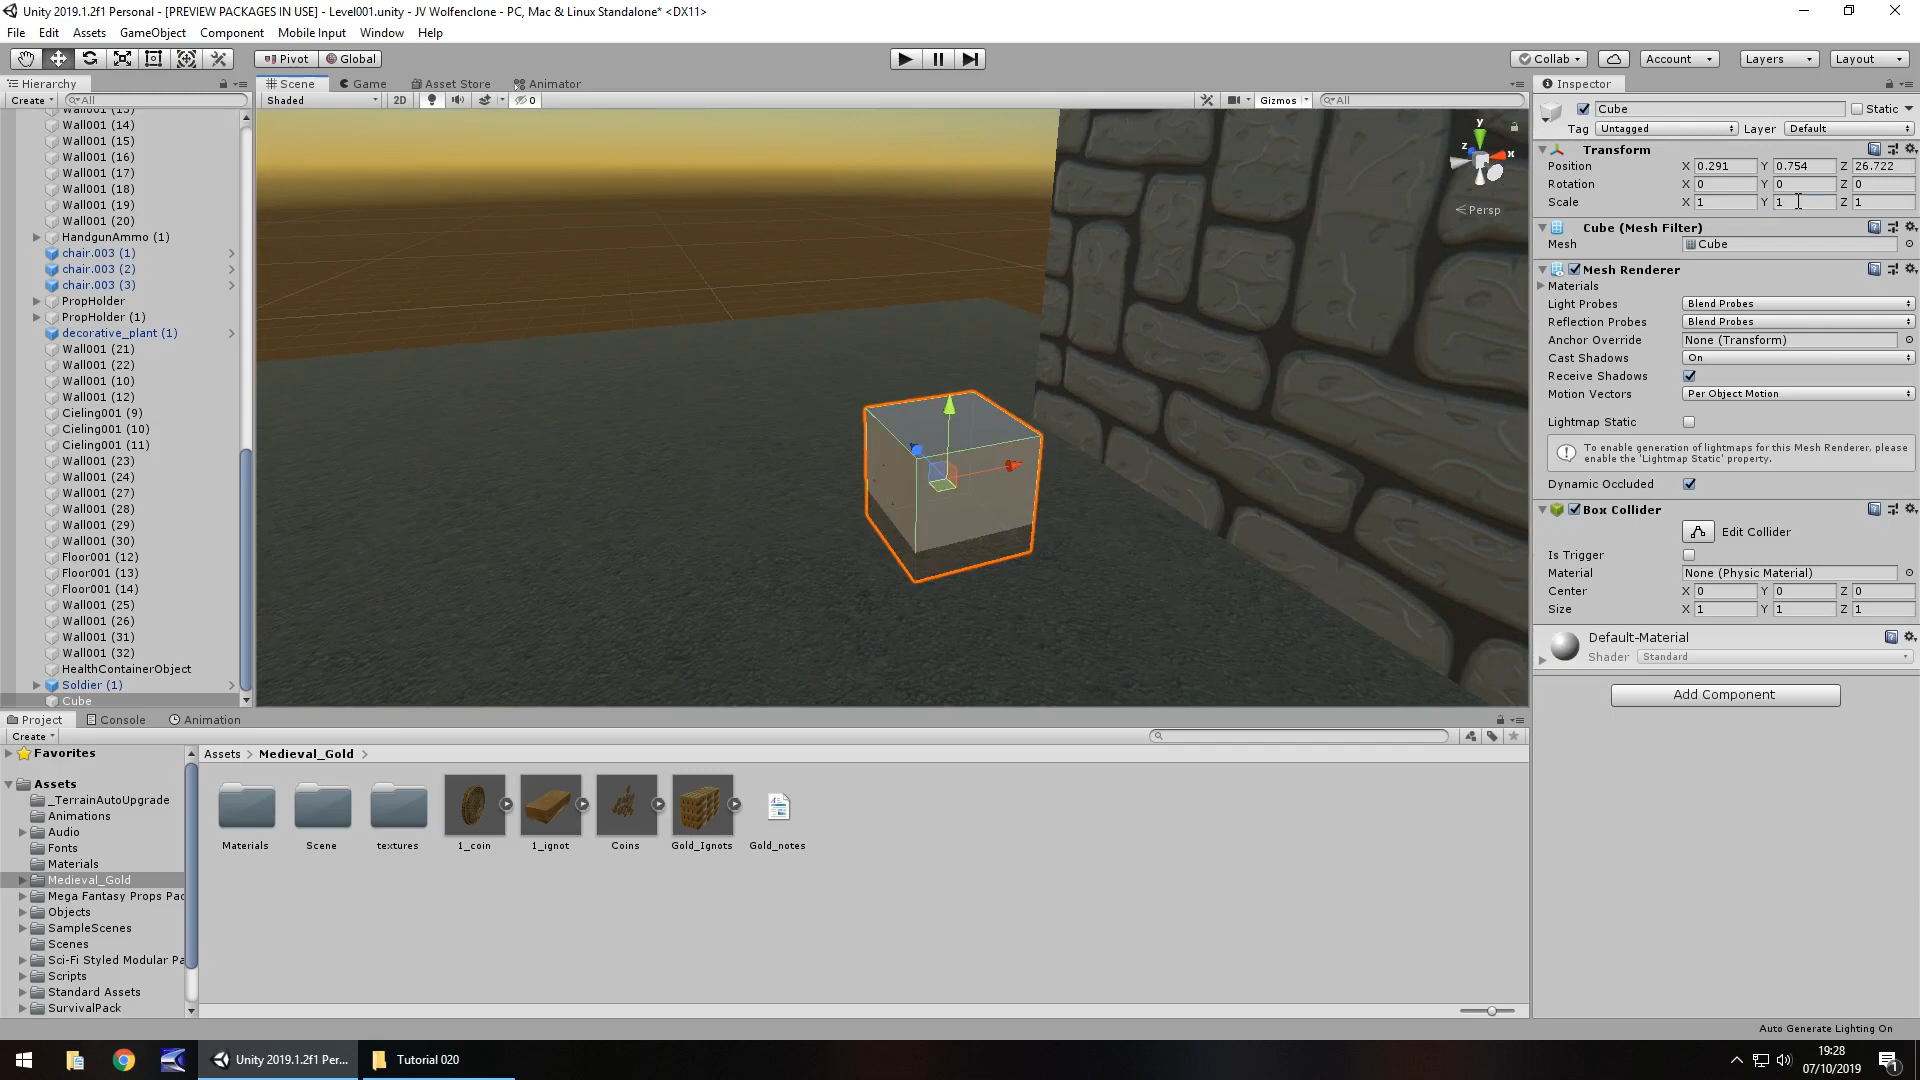 Unity 2019.1.2f1 Personal - [PREVIEW PACKAGES IN USE] - Level001.unity - JV Wolfenclone - PC, Mac & Linux Standalone* <DX11>
File Edit Assets GameObject Component Mobile Input Window Help
Pivot Global Collab Account Layers Layout
Hierarchy
Create All
Wall001 (13)
Wall001 (14)
Wall001 (15)
Wall001 (16)
Wall001 (17)
Wall001 (18)
Wall001 (19)
Wall001 (20)
HandgunAmmo (1)
chair.003 (1)
chair.003 (2)
chair.003 (3)
PropHolder
PropHolder (1)
decorative_plant (1)
Wall001 (21)
Wall001 (22)
Wall001 (10)
Wall001 (12)
Cieling001 (9)
Cieling001 (10)
Cieling001 (11)
Wall001 (23)
Wall001 (24)
Wall001 (27)
Wall001 (28)
Wall001 (29)
Wall001 (30)
Floor001 (12)
Floor001 (13)
Floor001 (14)
Wall001 (25)
Wall001 (26)
Wall001 (31)
Wall001 (32)
HealthContainerObject
Soldier (1)
Cube
Scene Game Asset Store Animator
Shaded 2D 0 Gizmos All
y
z x
Persp
Inspector
Cube Static
Tag Untagged Layer Default
Transform
Position X 0.291 Y 0.754 Z 26.722
Rotation X 0 Y 0 Z 0
Scale X 1 Y 1 Z 1
Cube (Mesh Filter)
Mesh Cube
Mesh Renderer
Materials
Light Probes Blend Probes
Reflection Probes Blend Probes
Anchor Override None (Transform)
Cast Shadows On
Receive Shadows
Motion Vectors Per Object Motion
Lightmap Static
To enable generation of lightmaps for this Mesh Renderer, please
enable the 'Lightmap Static' property.
Dynamic Occluded
Box Collider
Edit Collider
Is Trigger
Material None (Physic Material)
Center X 0 Y 0 Z 0
Size X 1 Y 1 Z 1
Default-Material
Shader Standard
Add Component
Project Console Animation
Create
Favorites
Assets
_TerrainAutoUpgrade
Animations
Audio
Fonts
Materials
Medieval_Gold
Mega Fantasy Props Pac
Objects
SampleScenes
Scenes
Sci-Fi Styled Modular Pa
Scripts
Standard Assets
SurvivalPack
Assets Medieval_Gold
Materials Scene textures 1_coin 1_ignot Coins Gold_Ignots Gold_notes
Auto Generate Lighting On
Unity 2019.1.2f1 Per... Tutorial 020
19:28
07/10/2019
1